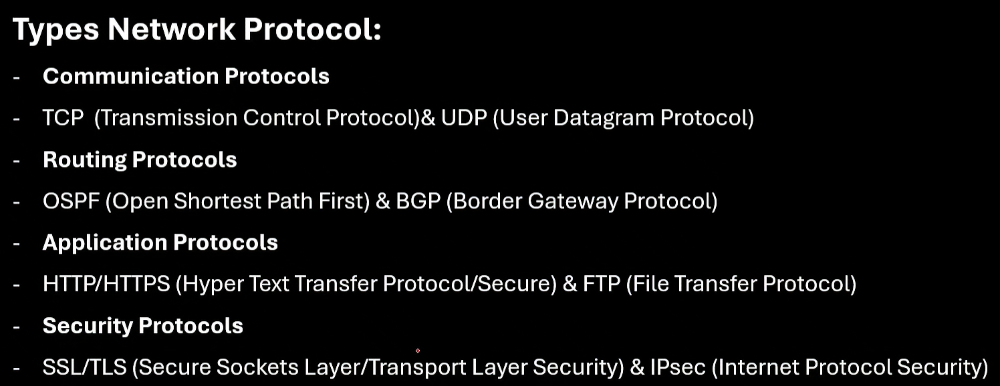 Types Network Protocol:
- Communication Protocols
- TCP  (Transmission Control Protocol)& UDP (User Datagram Protocol)
- Routing Protocols
- OSPF (Open Shortest Path First) & BGP (Border Gateway Protocol)
- Application Protocols
- HTTP/HTTPS (Hyper Text Transfer Protocol/Secure) & FTP (File Transfer Protocol)
- Security Protocols
- SSL/TLS (Secure Sockets Layer/Transport Layer Security) & IPsec (Internet Protocol Security)